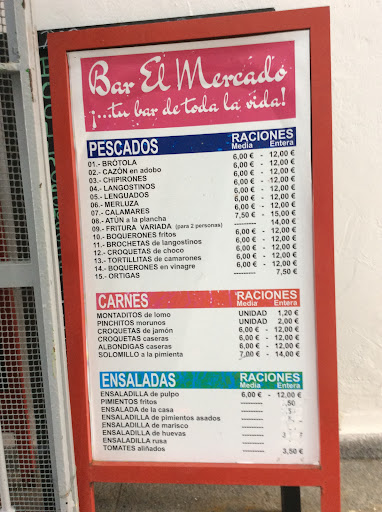 Bar El Mercado
¡...tu bar de toda la vida!
PESCADOS RACIONES
Media Entera
01.- BRÓTOLA 6,00 € - 12,00 €
02.- CAZÓN en adobo 6,00 € - 12,00 €
03.- CHIPIRONES 6,00 € - 12,00 €
04.- LANGOSTINOS 6,00 € - 12,00 €
05.- LENGUADOS 6,00 € - 12,00 €
06.- MERLUZA 6,00 € - 12,00 €
07.- CALAMARES 6,00 € - 12,00 €
08.- ATÚN a la plancha 7,50 € - 15,00 €
09.- FRITURA VARIADA (para 2 personas) ---------- 14,00 €
10.- BOQUERONES fritos 6,00 € - 12,00 €
11.- BROCHETAS de langostinos 6,00 € - 12,00 €
12.- CROQUETAS de choco 6,00 € - 12,00 €
13.- TORTILLITAS de camarones 6,00 € - 12,00 €
14.- BOQUERONES en vinagre 6,00 € - 12,00 €
15.- ORTIGAS ---------- 7,50 €
CARNES RACIONES
Media Entera
MONTADITOS de lomo UNIDAD 1,20 €
PINCHITOS morunos UNIDAD 2,00 €
CROQUETAS de jamón 6,00 € - 12,00 €
CROQUETAS caseras 6,00 € - 12,00 €
ALBONDIGAS caseras 6,00 € - 12,00 €
SOLOMILLO a la pimienta 7,00 € - 14,00 €
ENSALADAS RACIONES
Media Entera
ENSALADILLA de pulpo 6,00 € - 12,00 €
PIMIENTOS fritos ----------
ENSALADA de la casa ----------
ENSALADILLA de pimientos asados ----------
ENSALADILLA de marisco
ENSALADILLA de huevas
ENSALADILLA rusa
TOMATES aliñados ---------- 3,50 €